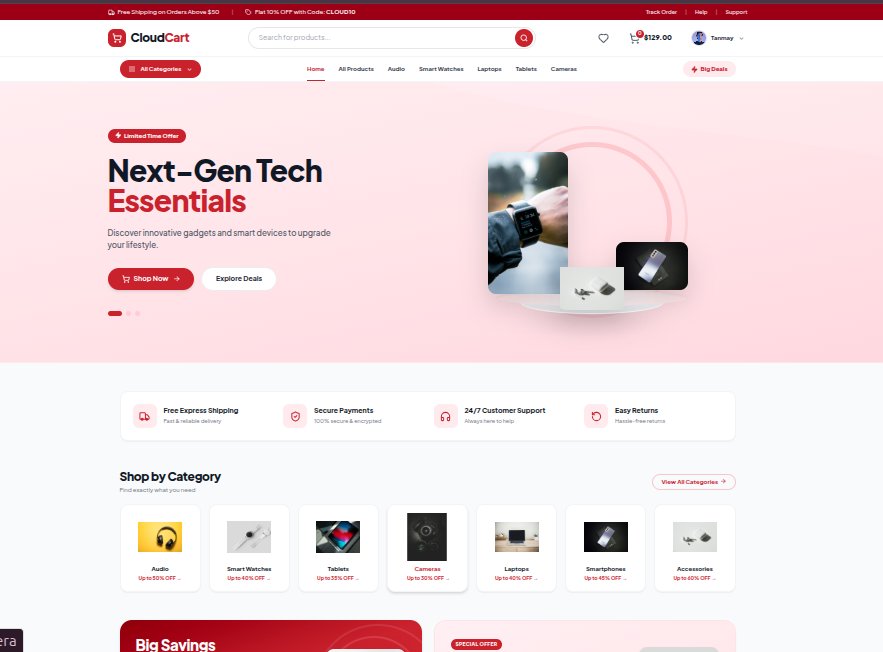 Free Shipping on Orders Above $50 | Flat 10% OFF with Code: CLOUD10 Track Order | Help | Support
CloudCart Search for products... $129.00 Tanmay
All Categories Home All Products Audio Smart Watches Laptops Tablets Cameras Big Deals
Limited Time Offer
Next-Gen Tech
Essentials
Discover innovative gadgets and smart devices to upgrade
your lifestyle.
Shop Now → Explore Deals
Free Express Shipping Secure Payments 24/7 Customer Support Easy Returns
Fast & reliable delivery 100% secure & encrypted Always here to help Hassle-free returns
Shop by Category
Find exactly what you need
View All Categories →
Audio Smart Watches Tablets Cameras Laptops Smartphones Accessories
Up to 50% OFF Up to 40% OFF Up to 35% OFF Up to 30% OFF Up to 40% OFF Up to 45% OFF Up to 60% OFF
era
Big Savings
SPECIAL OFFER